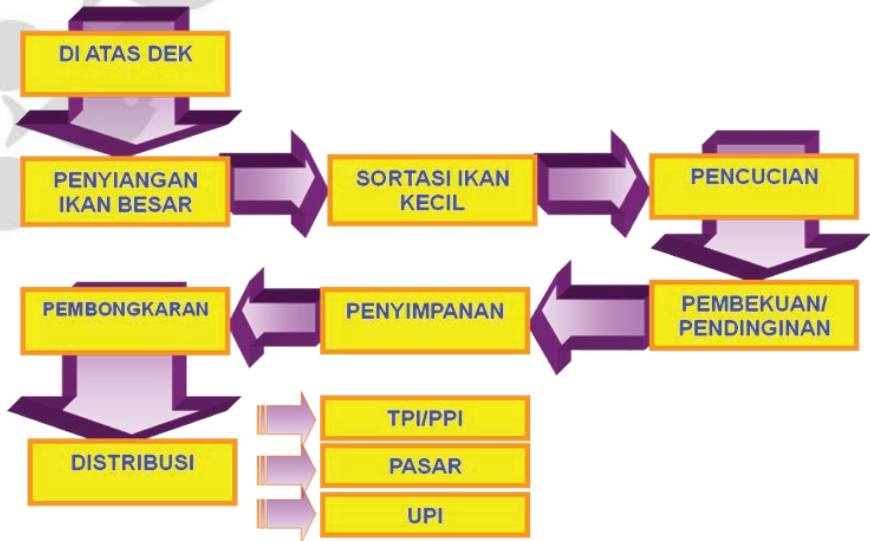 DI ATAS DEK
PENYIANGAN
IKAN BESAR
SORTASI IKAN
KECIL
PENCUCIAN
PEMBEKUAN/
PENDINGINAN
PENYIMPANAN
PEMBONGKARAN
DISTRIBUSI
TPI/PPI
PASAR
UPI